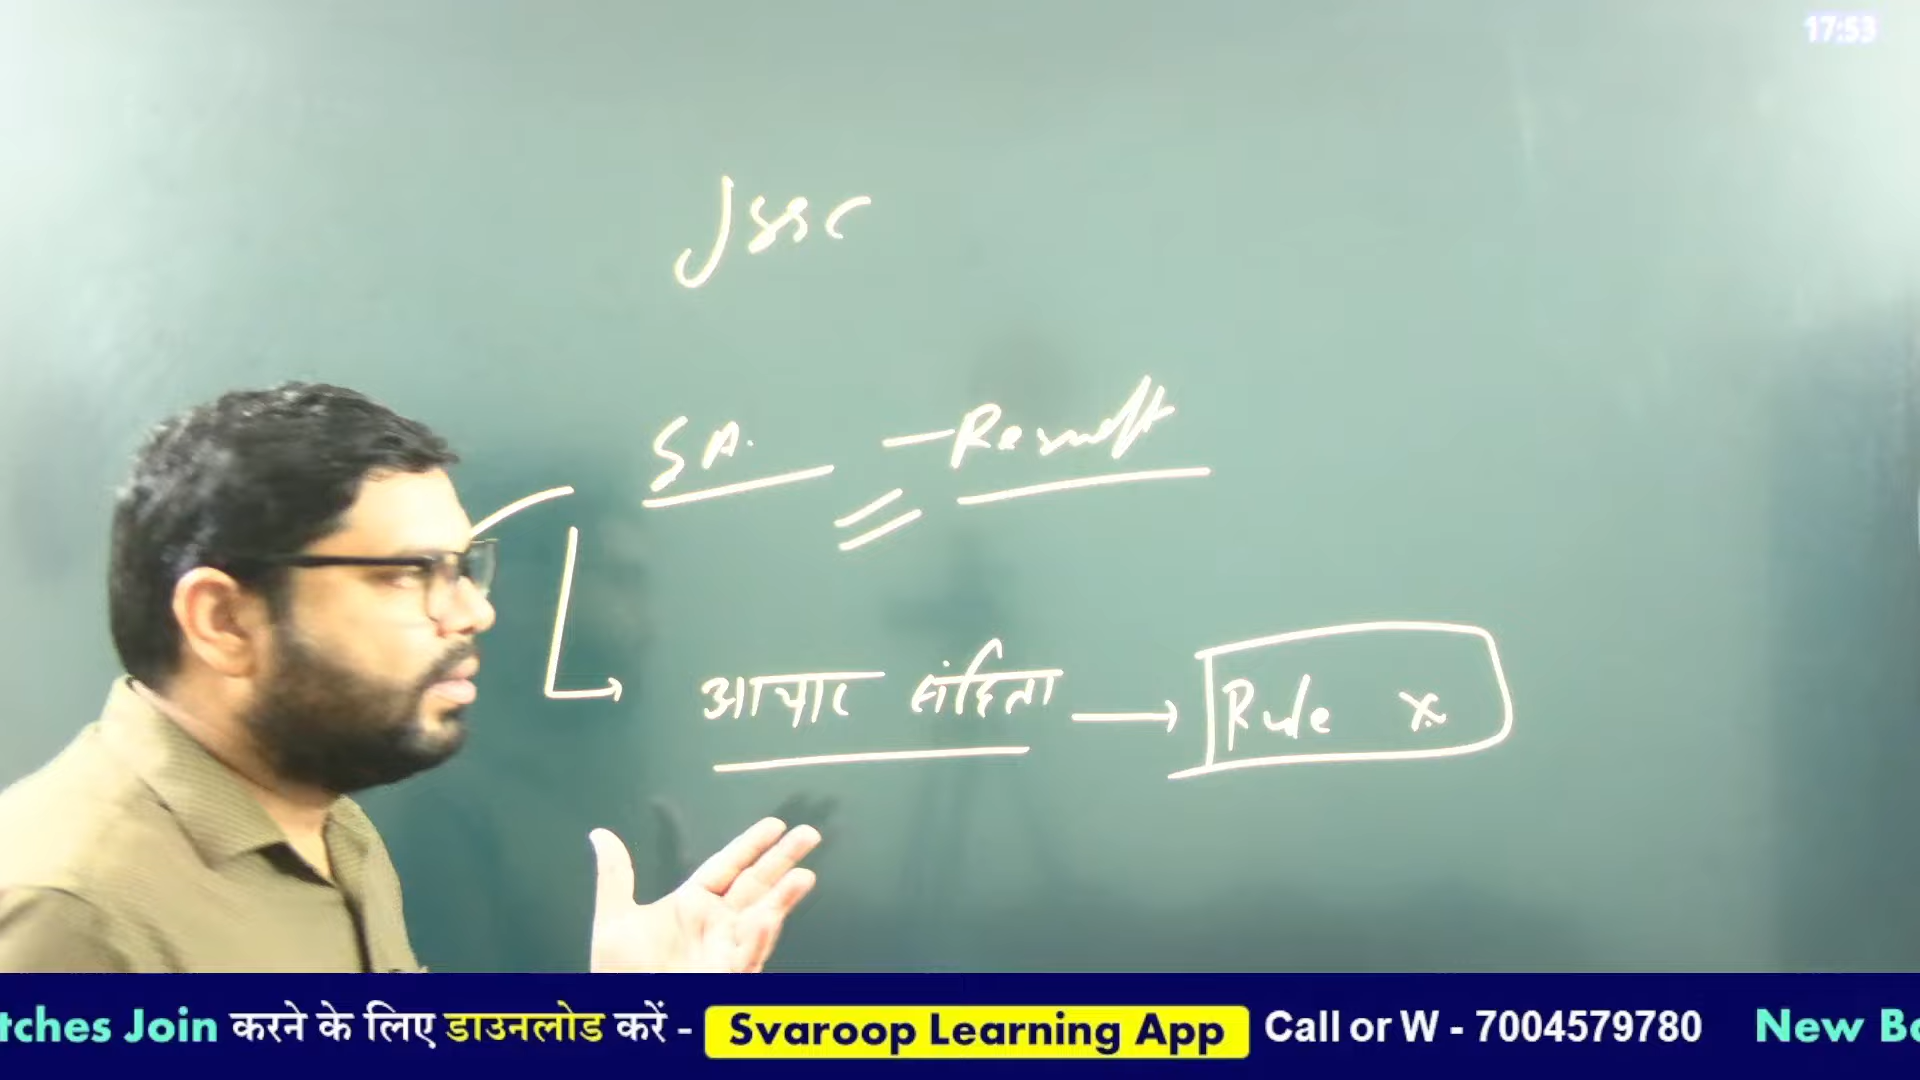 17:53
Jssc
SA. - Result
आचार संहिता → Rule ×
tches Join करने के लिए डाउनलोड करें - Svaroop Learning App Call or W - 7004579780 New Ba